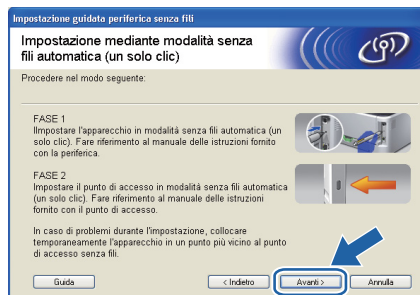 Impostazione guidata periferica senza fili
Impostazione mediante modalità senza
fili automatica (un solo clic)
Procedere nel modo seguente:
FASE 1
IImpostare l'apparecchio in modalità senza fili automatica (un
solo clic). Fare riferimento al manuale delle istruzioni fornito
con la periferica.
FASE 2
Impostare il punto di accesso in modalità senza fili automatica
(un solo clic). Fare riferimento al manuale delle istruzioni
fornito con il punto di accesso.
In caso di problemi durante l'impostazione, collocare
temporaneamente l'apparecchio in un punto più vicino al punto
di accesso senza fili.
Guida
< Indietro
Avanti >
Annulla